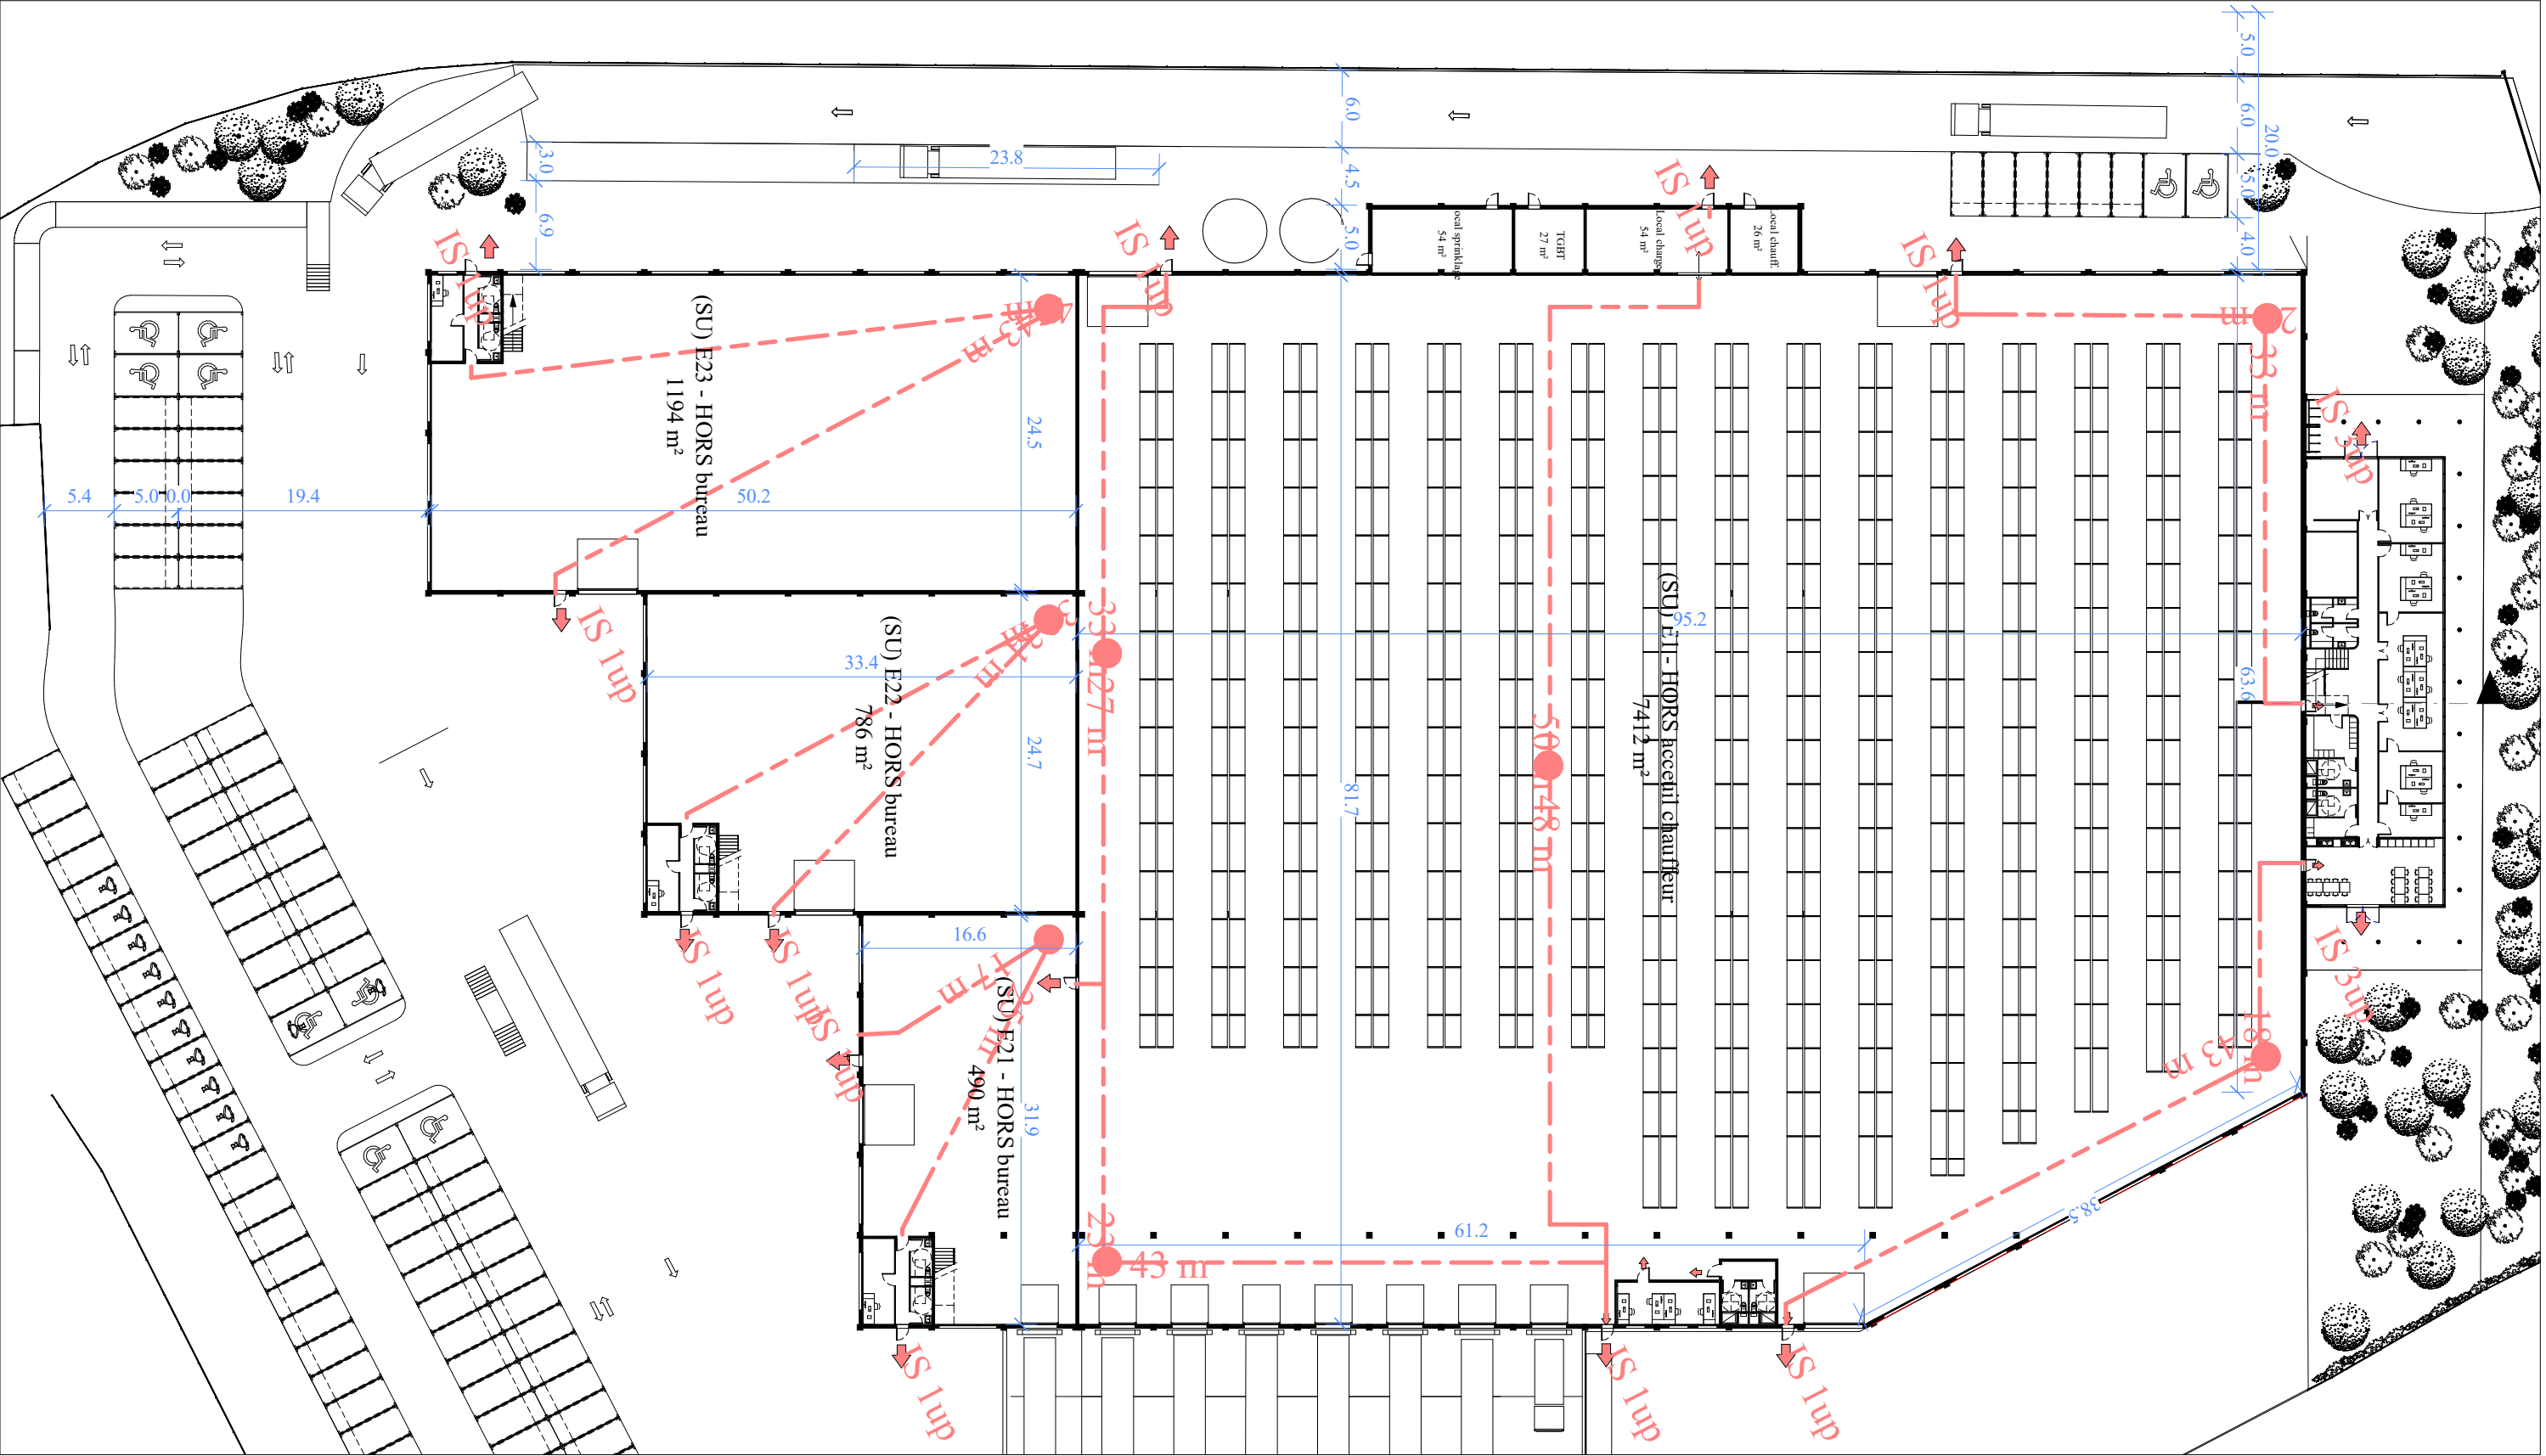 5.0
6.0
20.0
5.0
4.0
6.0
4.5
5.0
23.8
3.0
6.9
IS 1up
IS 1up
IS 1up
IS 1up
54 m²
TGBT
27 m²
Local charge
54 m²
Local chauff.
26 m²
33 m
IS 3up
(SU) E23 - HORS bureau
1194 m²
24.5
5.4
5.0
0.0
19.4
50.2
IS 1up
(SU) E22 - HORS bureau
786 m²
33.4
24.7
33 m
27 m
81.7
50 m
48 m
(SU) E1 - HORS acceuil chauffeur
7412 m²
95.2
63.6
IS 1up
IS 1up
IS 1up
16.6
(SU) E21 - HORS bureau
490 m²
31.9
IS 3up
18 m
43 m
38.5
61.2
23 m
43 m
IS 1up
IS 1up
IS 1up